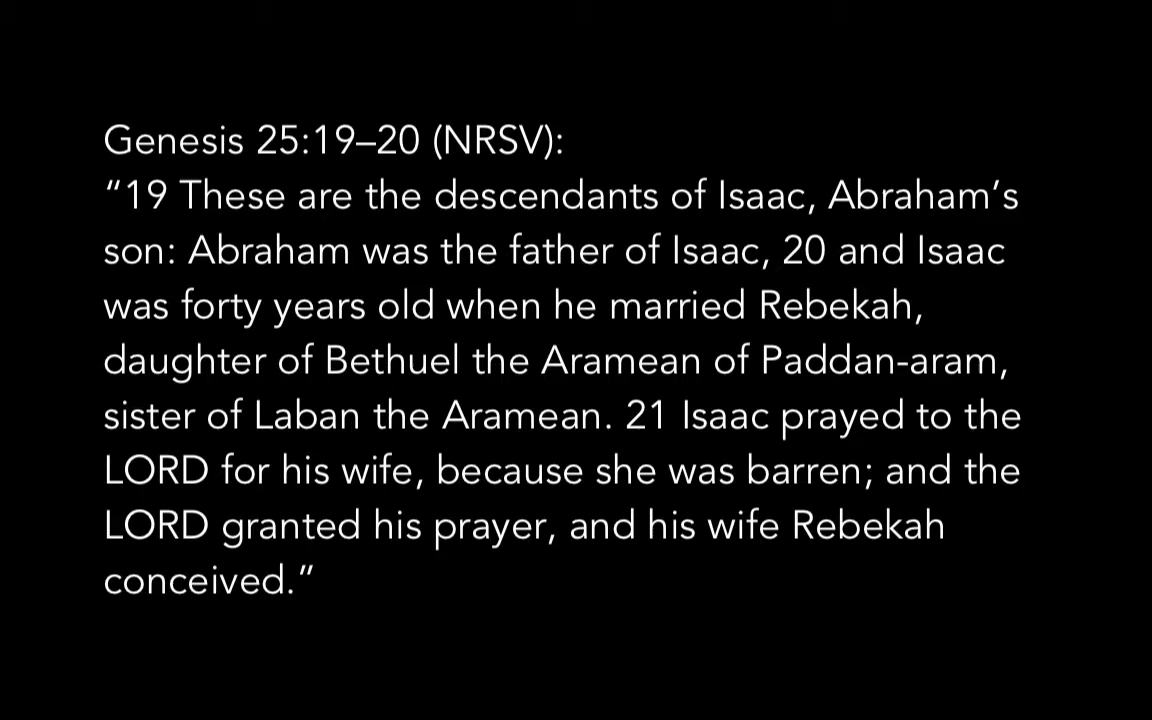 Genesis 25:19–20 (NRSV):
“19 These are the descendants of Isaac, Abraham’s
son: Abraham was the father of Isaac, 20 and Isaac
was forty years old when he married Rebekah,
daughter of Bethuel the Aramean of Paddan-aram,
sister of Laban the Aramean. 21 Isaac prayed to the
LORD for his wife, because she was barren; and the
LORD granted his prayer, and his wife Rebekah
conceived.”